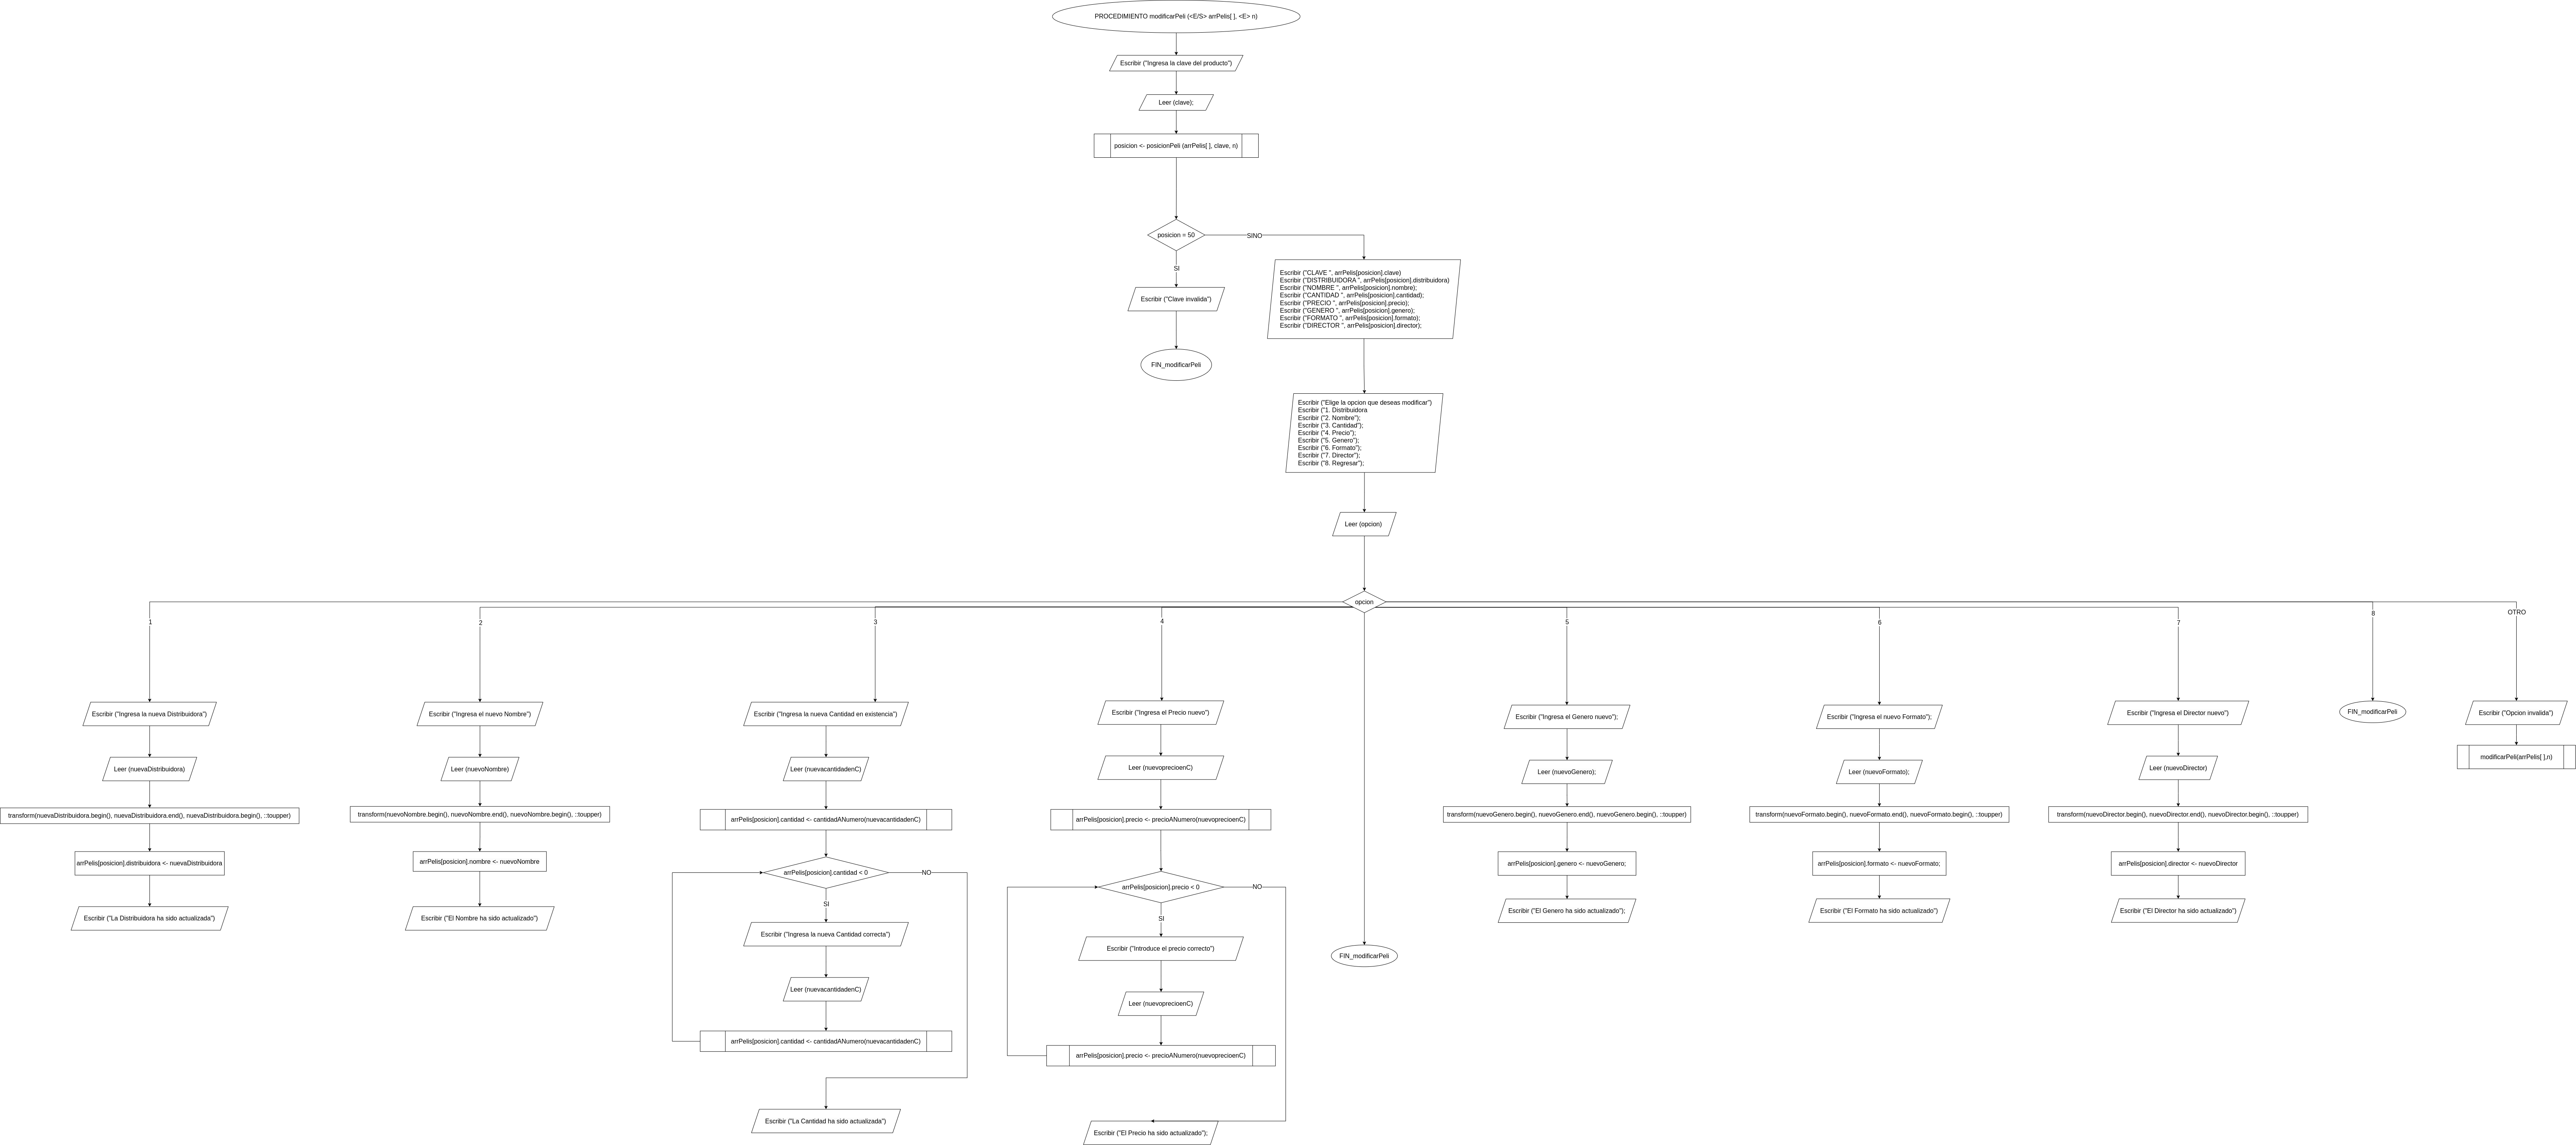 PROCEDIMIENTO modificarPeli (<E/S> arrPelis[ ], <E> n)
Escribir ("Ingresa la clave del producto")
Leer (clave);
posicion <- posicionPeli (arrPelis[ ], clave, n)
posicion = 50
SINO
SI
Escribir ("Clave invalida")
FIN_modificarPeli
Escribir ("CLAVE ", arrPelis[posicion].clave)
Escribir ("DISTRIBUIDORA ", arrPelis[posicion].distribuidora)
Escribir ("NOMBRE ", arrPelis[posicion].nombre);
Escribir ("CANTIDAD ", arrPelis[posicion].cantidad);
Escribir ("PRECIO ", arrPelis[posicion].precio);
Escribir ("GENERO ", arrPelis[posicion].genero);
Escribir ("FORMATO ", arrPelis[posicion].formato);
Escribir ("DIRECTOR ", arrPelis[posicion].director);
Escribir ("Elige la opcion que deseas modificar")
Escribir ("1. Distribuidora
Escribir ("2. Nombre");
Escribir ("3. Cantidad");
Escribir ("4. Precio");
Escribir ("5. Genero");
Escribir ("6. Formato");
Escribir ("7. Director");
Escribir ("8. Regresar");
Leer (opcion)
opcion
1
Escribir ("Ingresa la nueva Distribuidora")
Leer (nuevaDistribuidora)
transform(nuevaDistribuidora.begin(), nuevaDistribuidora.end(), nuevaDistribuidora.begin(), ::toupper)
arrPelis[posicion].distribuidora <- nuevaDistribuidora
Escribir ("La Distribuidora ha sido actualizada")
2
Escribir ("Ingresa el nuevo Nombre")
Leer (nuevoNombre)
transform(nuevoNombre.begin(), nuevoNombre.end(), nuevoNombre.begin(), ::toupper)
arrPelis[posicion].nombre <- nuevoNombre
Escribir ("El Nombre ha sido actualizado")
3
Escribir ("Ingresa la nueva Cantidad en existencia")
Leer (nuevacantidadenC)
arrPelis[posicion].cantidad <- cantidadANumero(nuevacantidadenC)
arrPelis[posicion].cantidad < 0
NO
SI
Escribir ("Ingresa la nueva Cantidad correcta")
Leer (nuevacantidadenC)
arrPelis[posicion].cantidad <- cantidadANumero(nuevacantidadenC)
Escribir ("La Cantidad ha sido actualizada")
4
Escribir ("Ingresa el Precio nuevo")
Leer (nuevoprecioenC)
arrPelis[posicion].precio <- precioANumero(nuevoprecioenC)
arrPelis[posicion].precio < 0
NO
SI
Escribir ("Introduce el precio correcto")
Leer (nuevoprecioenC)
arrPelis[posicion].precio <- precioANumero(nuevoprecioenC)
Escribir ("El Precio ha sido actualizado");
FIN_modificarPeli
5
Escribir ("Ingresa el Genero nuevo");
Leer (nuevoGenero);
transform(nuevoGenero.begin(), nuevoGenero.end(), nuevoGenero.begin(), ::toupper)
arrPelis[posicion].genero <- nuevoGenero;
Escribir ("El Genero ha sido actualizado");
6
Escribir ("Ingresa el nuevo Formato");
Leer (nuevoFormato);
transform(nuevoFormato.begin(), nuevoFormato.end(), nuevoFormato.begin(), ::toupper)
arrPelis[posicion].formato <- nuevoFormato;
Escribir ("El Formato ha sido actualizado")
7
Escribir ("Ingresa el Director nuevo")
Leer (nuevoDirector)
transform(nuevoDirector.begin(), nuevoDirector.end(), nuevoDirector.begin(), ::toupper)
arrPelis[posicion].director <- nuevoDirector
Escribir ("El Director ha sido actualizado")
8
FIN_modificarPeli
OTRO
Escribir ("Opcion invalida")
modificarPeli(arrPelis[ ],n)